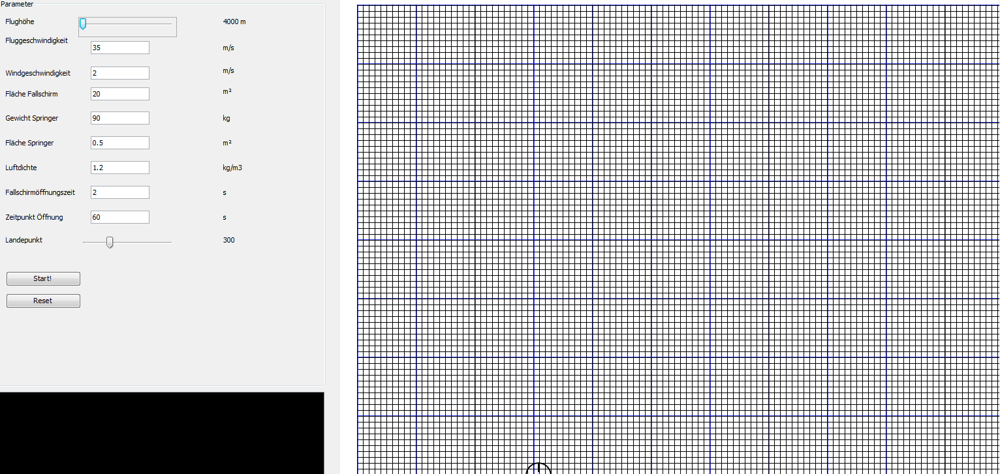 Parameter
Flughöhe 4000 m
Fluggeschwindigkeit 35 m/s
Windgeschwindigkeit 2 m/s
Fläche Fallschirm 20 m²
Gewicht Springer 90 kg
Fläche Springer 0.5 m²
Luftdichte 1.2 kg/m3
Fallschirmöffnungszeit 2 s
Zeitpunkt Öffnung 60 s
Landepunkt 300
Start!
Reset